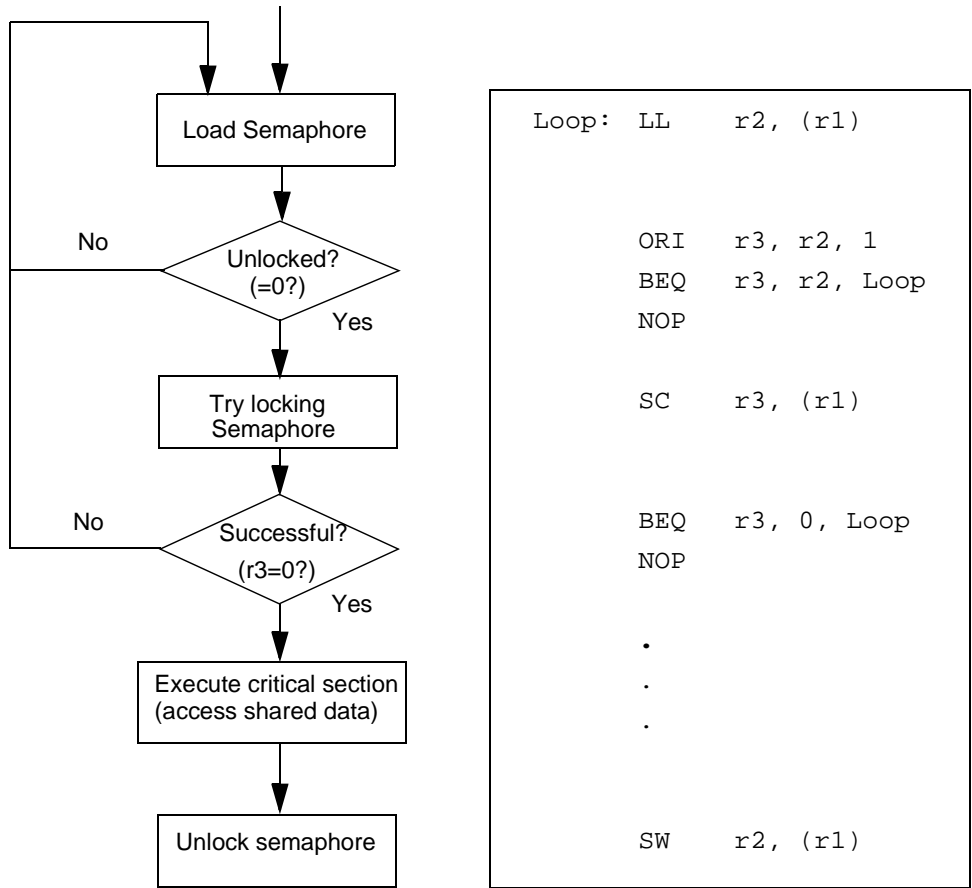 Load Semaphore
No
Unlocked?
(=0?)
Yes
Try locking
Semaphore
No
Successful?
(r3=0?)
Yes
Execute critical section
(access shared data)
Unlock semaphore
Loop: LL r2, (r1)
ORI r3, r2, 1
BEQ r3, r2, Loop
NOP
SC r3, (r1)
BEQ r3, 0, Loop
NOP
.
.
.
SW r2, (r1)